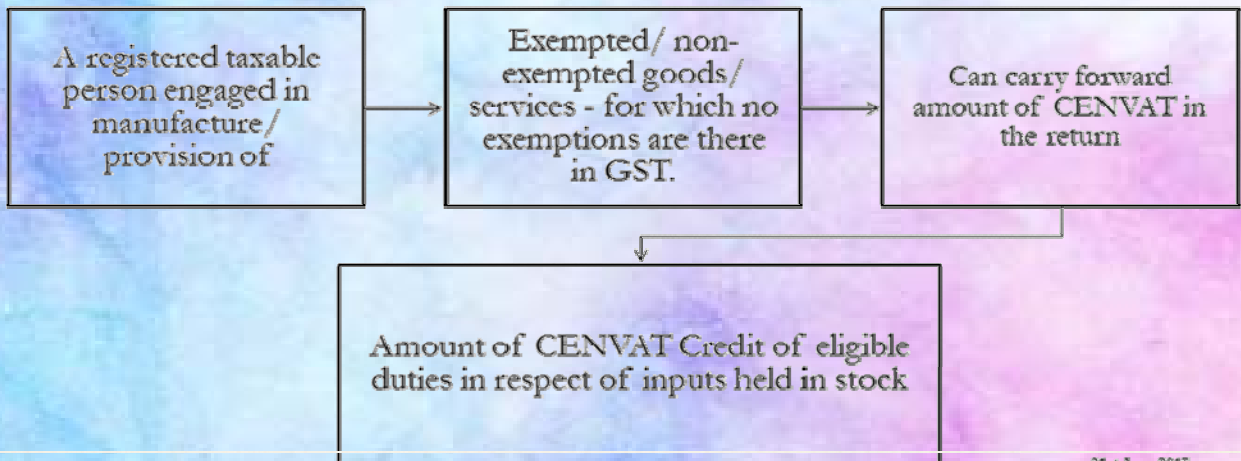 A registered taxable
person engaged in
manufacture/
provision of
Exempted/ non-
exempted goods/
services - for which no
exemptions are there
in GST.
Can carry forward
amount of CENVAT in
the return
Amount of CENVAT Credit of eligible
duties in respect of inputs held in stock